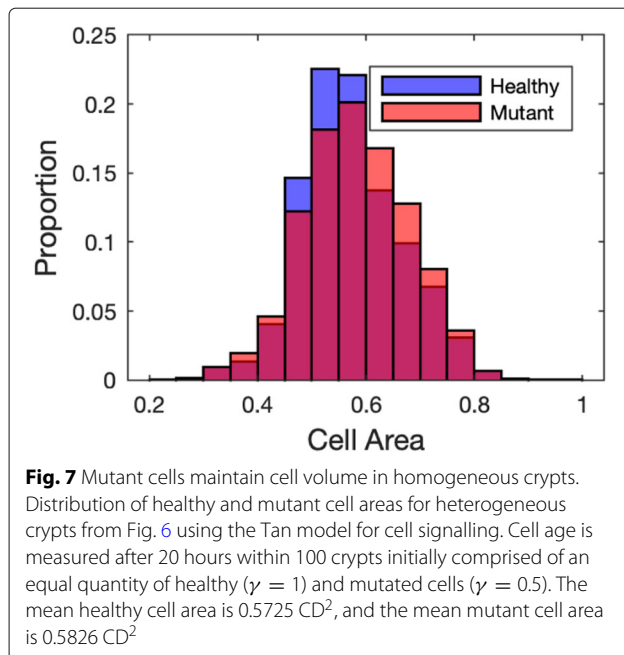 0.25
0.2
0.15
0.1
0.05
0
Proportion
Healthy
Mutant
0.2
0.4
0.6
0.8
1
Cell Area
Fig. 7 Mutant cells maintain cell volume in homogeneous crypts.
Distribution of healthy and mutant cell areas for heterogeneous
crypts from Fig. 6 using the Tan model for cell signalling. Cell age is
measured after 20 hours within 100 crypts initially comprised of an
equal quantity of healthy (γ = 1) and mutated cells (γ = 0.5). The
mean healthy cell area is 0.5725 CD², and the mean mutant cell area
is 0.5826 CD²